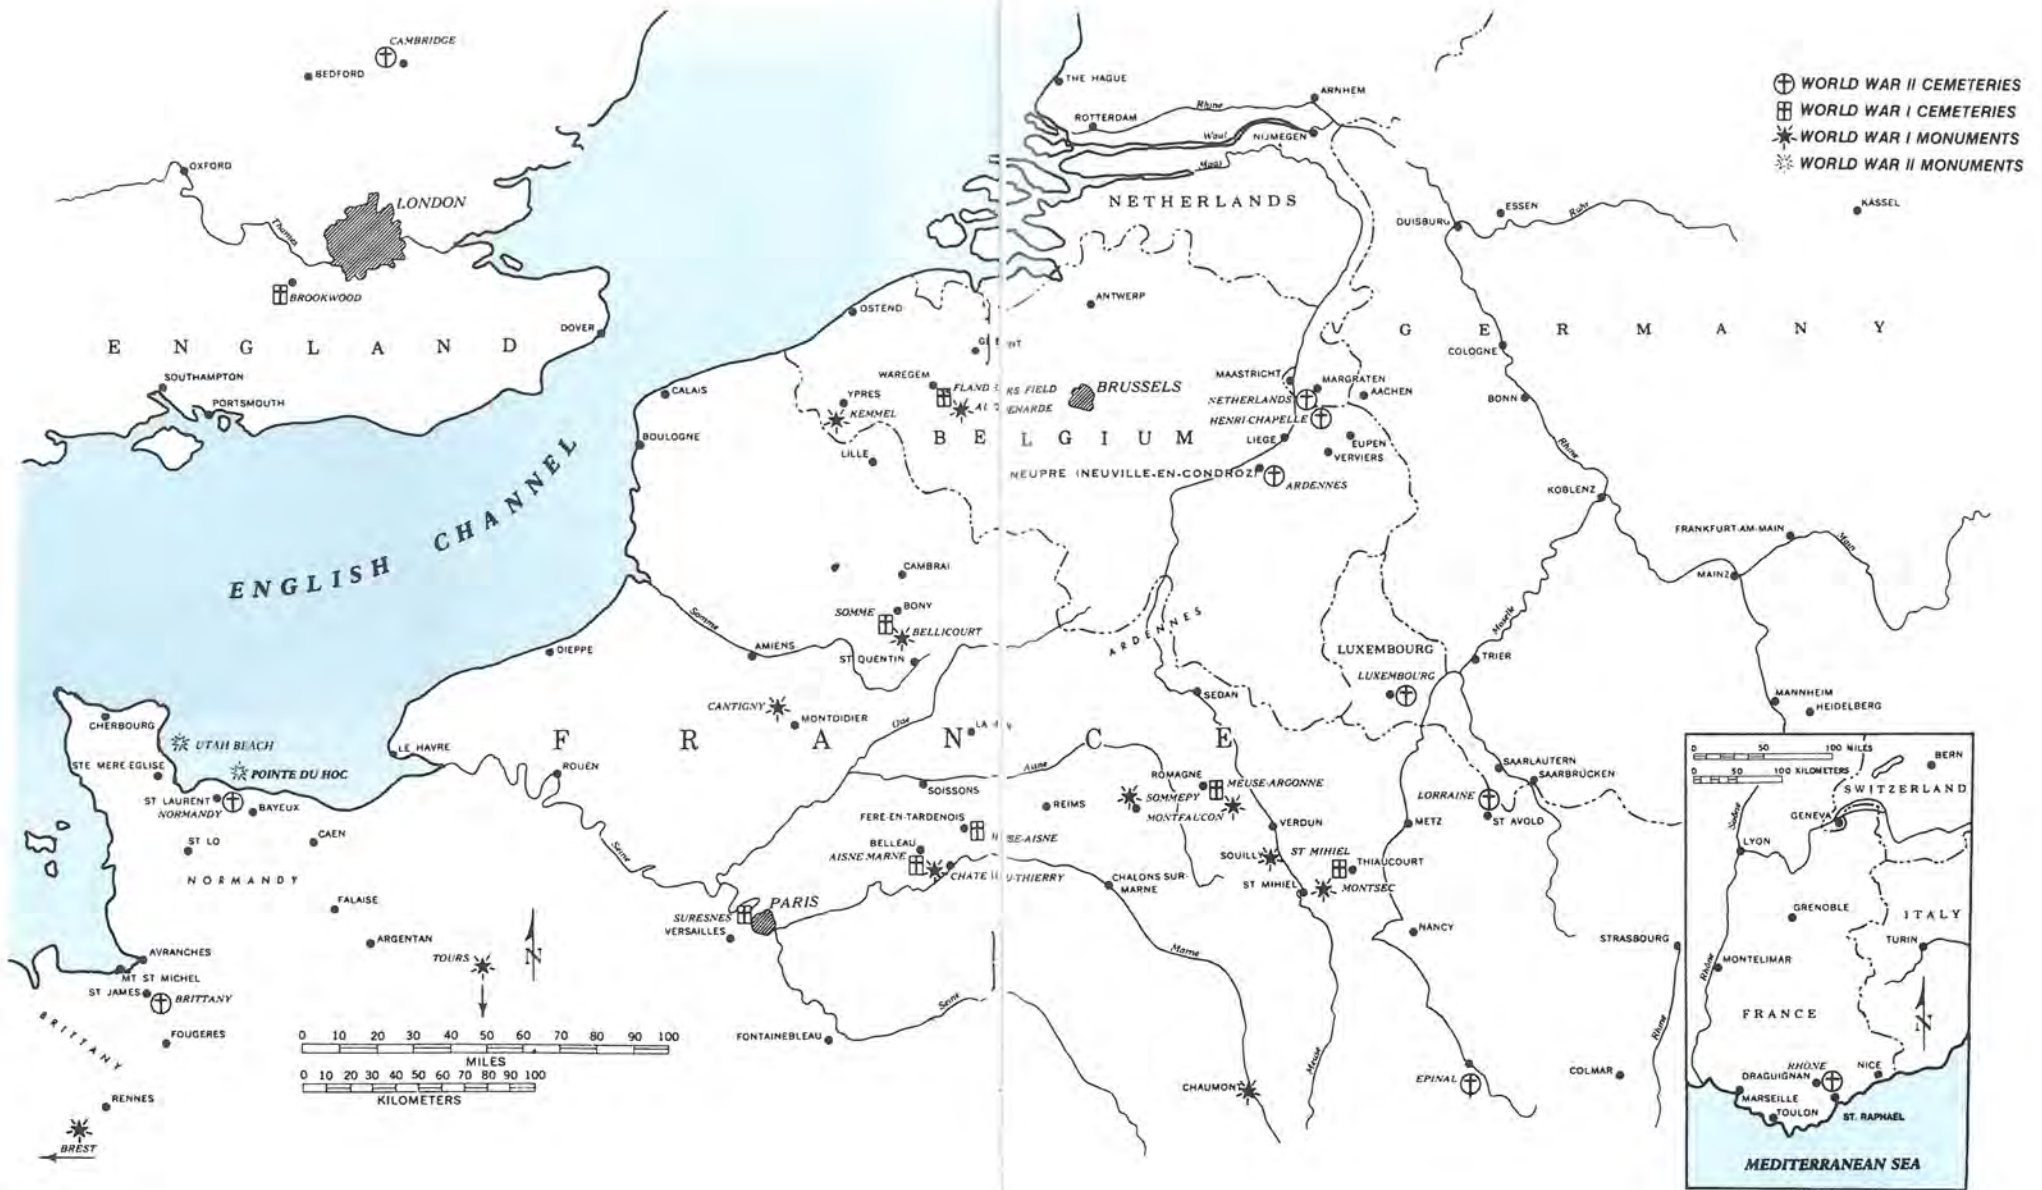 CAMBRIDGE
BEDFORD
OXFORD
Thames
LONDON
BROOKWOOD
ENGLAND
DOVER
SOUTHAMPTON
PORTSMOUTH
ENGLISH CHANNEL
WORLD WAR II CEMETERIES
WORLD WAR I CEMETERIES
WORLD WAR I MONUMENTS
WORLD WAR II MONUMENTS
THE HAGUE
ROTTERDAM
Rhine
Waal
Maas
ARNHEM
NIJMEGEN
NETHERLANDS
DUISBURG
ESSEN
Ruhr
KASSEL
ANTWERP
OSTEND
GERMANY
COLOGNE
BONN
Rhine
CALAIS
BOULOGNE
WAREGEM
YPRES
KEMMEL
LILLE
BRUSSELS
BELGIUM
MAASTRICHT
MARGRATEN
NETHERLANDS
AACHEN
HENRI-CHAPELLE
LIEGE
EUPEN
VERVIERS
NEUPRE (NEUVILLE-EN-CONDROZ)
ARDENNES
KOBLENZ
FRANKFURT-AM-MAIN
Main
MAINZ
CAMBRAI
SOMME
BONY
BELLICOURT
ST QUENTIN
Somme
AMIENS
DIEPPE
ARDENNES
Moselle
LUXEMBOURG
LUXEMBOURG
TRIER
SEDAN
MANNHEIM
HEIDELBERG
CANTIGNY
MONTDIDIER
Oise
FRANCE
CHERBOURG
UTAH BEACH
STE MERE-EGLISE
POINTE DU HOC
LE HAVRE
ROUEN
ST LAURENT
NORMANDY
BAYEUX
ST LO
CAEN
NORMANDY
FALAISE
ARGENTAN
Seine
Aisne
SOISSONS
REIMS
ROMAGNE
MEUSE-ARGONNE
SOMMEPY
MONTFAUCON
FERE-EN-TARDENOIS
BELLEAU
AISNE MARNE
VERDUN
SOUILLY
ST MIHIEL
THIAUCOURT
ST MIHIEL
MONTSEC
METZ
LORRAINE
ST AVOLD
SAARLAUTERN
SAARBRÜCKEN
CHALONS SUR-
MARNE
SURESNES
PARIS
VERSAILLES
AVRANCHES
MT ST MICHEL
ST JAMES
BRITTANY
FOUGERES
BRITTANY
RENNES
BREST
TOURS
N
0 10 20 30 40 50 60 70 80 90 100
MILES
0 10 20 30 40 50 60 70 80 90 100
KILOMETERS
FONTAINEBLEAU
Seine
Marne
NANCY
STRASBOURG
CHAUMONT
Meuse
EPINAL
COLMAR
Rhine
0 50 100 MILES
0 50 100 KILOMETERS
BERN
SWITZERLAND
GENEVA
Saône
LYON
GRENOBLE
ITALY
TURIN
MONTELIMAR
Rhône
FRANCE
N
RHÔNE
NICE
DRAGUIGNAN
MARSEILLE
TOULON
ST. RAPHAEL
MEDITERRANEAN SEA